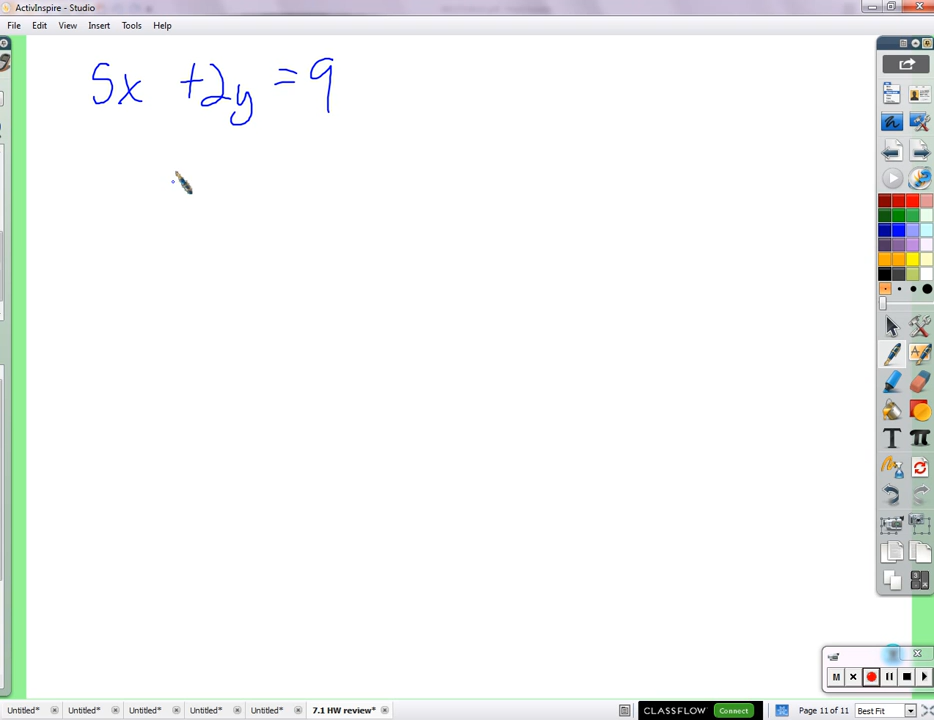 ActivInspire - Studio
File Edit View Insert Tools Help
5x +2y = 9
Untitled* Untitled* Untitled* Untitled* Untitled* 7.1 HW review* CLASSFLOW Connect Page 11 of 11 Best Fit